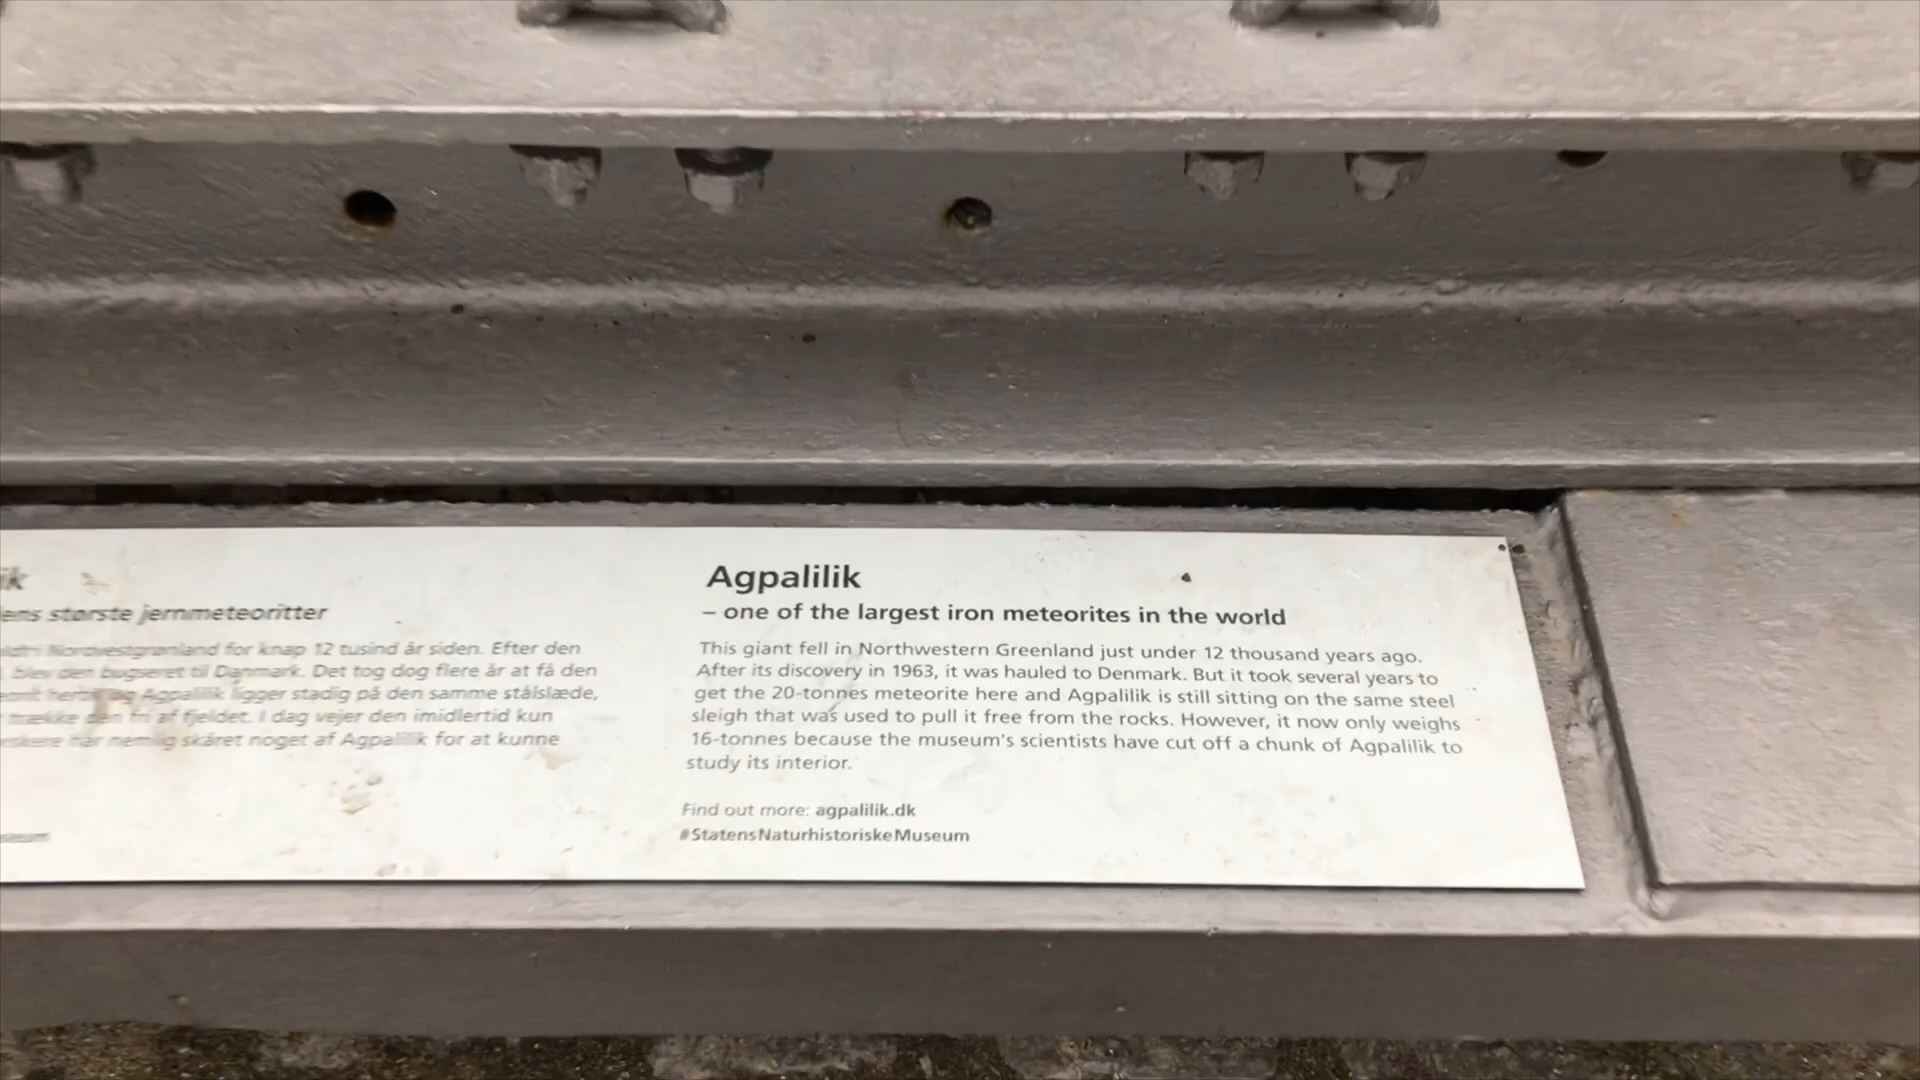 ik
ens største jernmeteoritter
Nordvestgrønland for knap 12 tusind år siden. Efter den
blev den bugseret til Danmark. Det tog dog flere år at få den
Agpalilik ligger stadig på den samme stålslæde,
trække den fri af fjeldet. I dag vejer den imidlertid kun
har nemlig skåret noget af Agpalilik for at kunne
Agpalilik
– one of the largest iron meteorites in the world
This giant fell in Northwestern Greenland just under 12 thousand years ago.
After its discovery in 1963, it was hauled to Denmark. But it took several years to
get the 20-tonnes meteorite here and Agpalilik is still sitting on the same steel
sleigh that was used to pull it free from the rocks. However, it now only weighs
16-tonnes because the museum's scientists have cut off a chunk of Agpalilik to
study its interior.
Find out more: agpalilik.dk
#StatensNaturhistoriskeMuseum